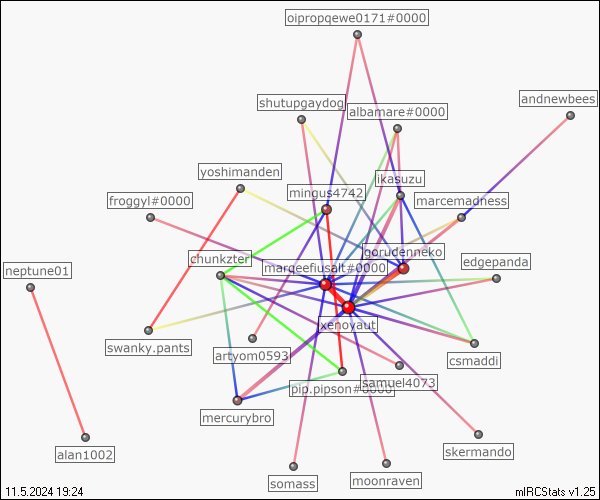 oipropqewe0171#0000
andnewbees
shutupgaydog
albamare#0000
yoshimanden
ikasuzu
mingus4742
marcemadness
froggyl#0000
gorudenneko
chunkzter
edgepanda
neptune01
marqeefiusalt#0000
xenoyaut
swanky.pants
artyom0593
csmaddi
samuel4073
pip.pipson#0000
mercurybro
skermando
alan1002
somass
moonraven
11.5.2024 19:24
mIRCStats v1.25